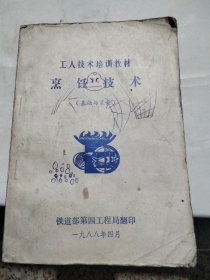 工人技术培训教材
烹饪技术
铁道部第四工程局翻印
一九八八年四月